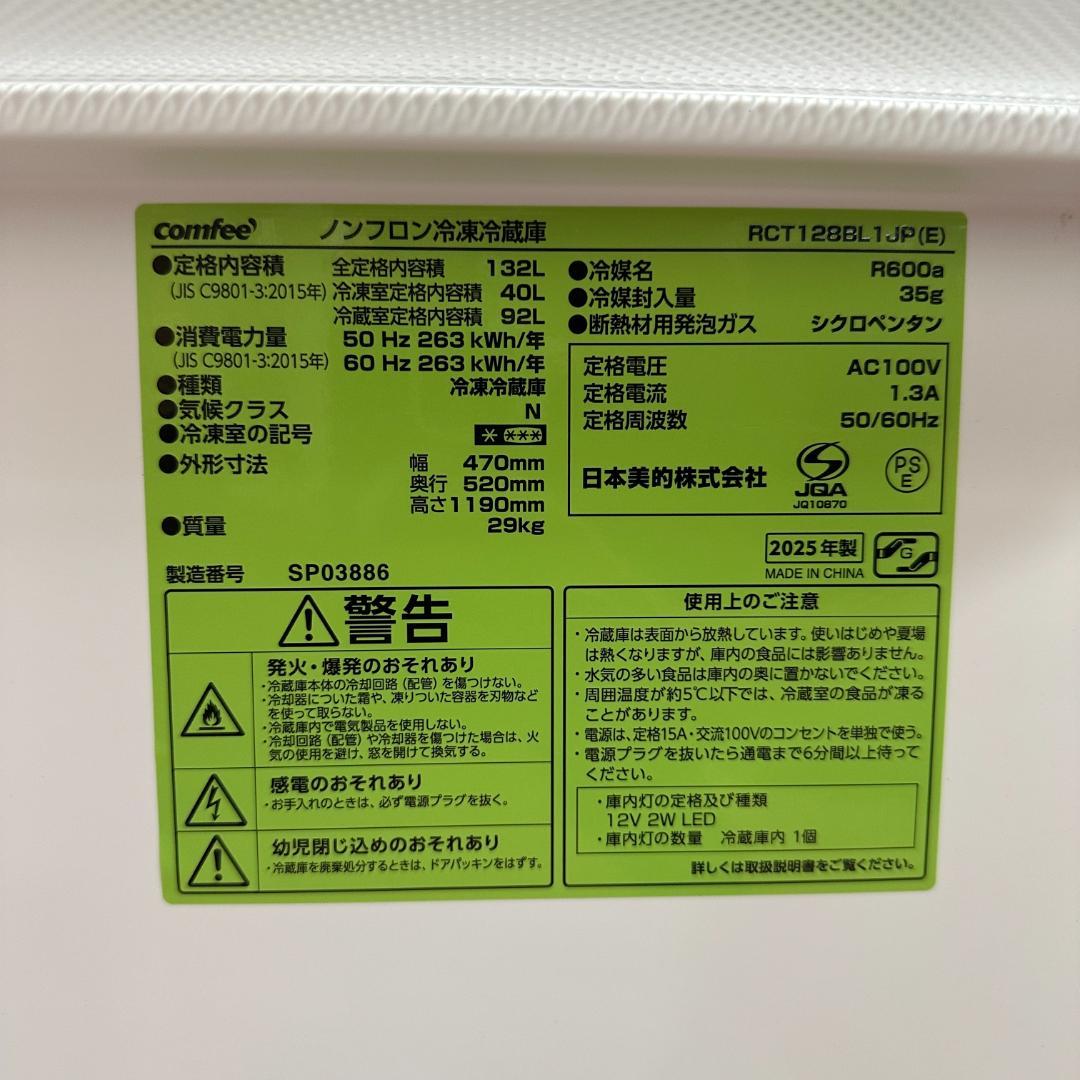 comfee' ノンフロン冷凍冷蔵庫 RCT128BL1JP(E)
●定格内容積 全定格内容積 132L
(JIS C9801-3:2015年) 冷凍室定格内容積 40L
冷蔵室定格内容積 92L
●消費電力量 50 Hz 263 kWh/年
(JIS C9801-3:2015年) 60 Hz 263 kWh/年
●種類 冷凍冷蔵庫
●気候クラス N
●冷凍室の記号 * ***
●外形寸法 幅 470mm
奥行 520mm
高さ1190mm
●質量 29kg
製造番号 SP03886
●冷媒名 R600a
●冷媒封入量 35g
●断熱材用発泡ガス シクロペンタン
定格電圧 AC100V
定格電流 1.3A
定格周波数 50/60Hz
日本美的株式会社
JQA
JQ10870
PS
E
2025年製
MADE IN CHINA
G
警告
発火・爆発のおそれあり
・冷蔵庫本体の冷却回路(配管)を傷つけない。
・冷却器についた霜や、凍りついた容器を刃物など
を使って取らない。
・冷蔵庫内で電気製品を使用しない。
・冷却回路(配管)や冷却器を傷つけた場合は、火
気の使用を避け、窓を開けて換気する。
感電のおそれあり
・お手入れのときは、必ず電源プラグを抜く。
幼児閉じ込めのおそれあり
・冷蔵庫を廃棄処分するときは、ドアパッキンをはずす。
使用上のご注意
・冷蔵庫は表面から放熱しています。使いはじめや夏場
は熱くなりますが、庫内の食品には影響ありません。
・水気の多い食品は庫内の奥に置かないでください。
・周囲温度が約5℃以下では、冷蔵室の食品が凍る
ことがあります。
・電源は、定格15A・交流100Vのコンセントを単独で使う。
・電源プラグを抜いたら通電まで6分間以上待って
ください。
・庫内灯の定格及び種類
12V 2W LED
・庫内灯の数量 冷蔵庫内 1個
詳しくは取扱説明書をご覧ください。